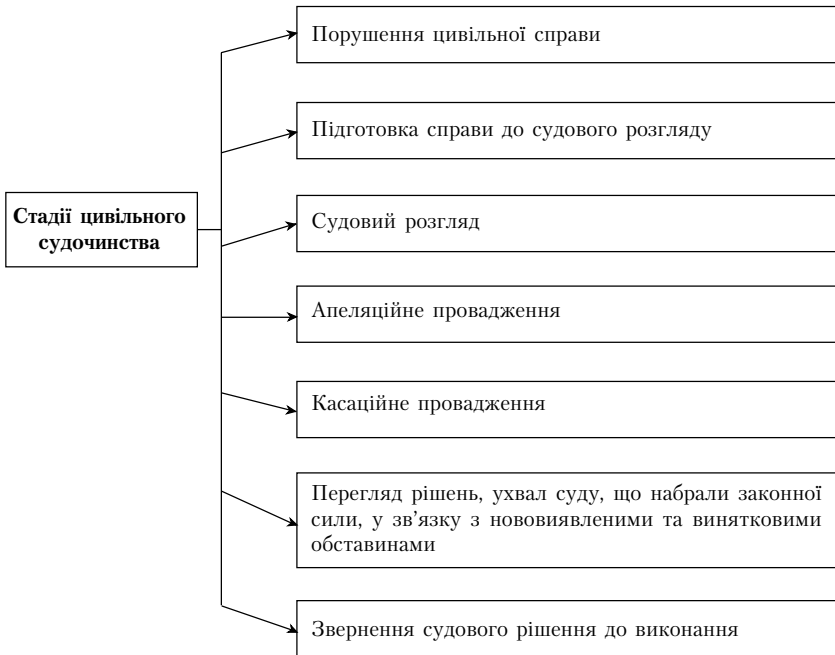 Порушення цивільної справи
Підготовка справи до судового розгляду
Стадії цивільного
судочинства
Судовий розгляд
Апеляційне провадження
Касаційне провадження
Перегляд рішень, ухвал суду, що набрали законної
сили, у зв’язку з нововиявленими та винятковими
обставинами
Звернення судового рішення до виконання